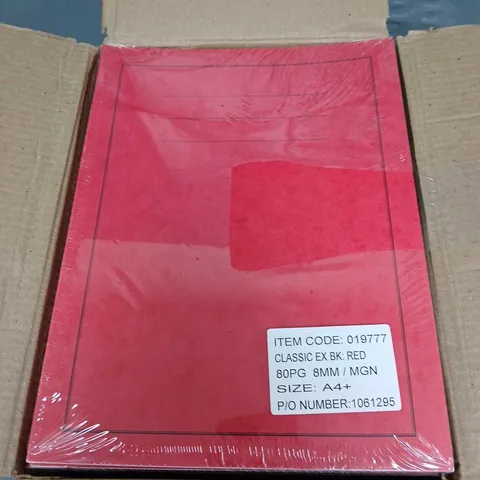 ITEM CODE: 019777
CLASSIC EX BK: RED
80PG 8MM / MGN
SIZE: A4+
P/O NUMBER:1061295